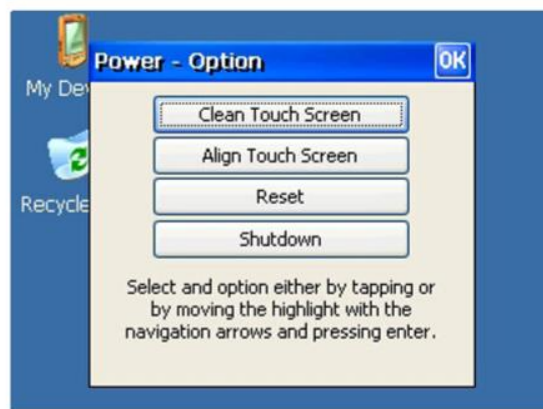 Power - Option
OK
My Dev
Clean Touch Screen
Align Touch Screen
Recycle
Reset
Shutdown
Select and option either by tapping or
by moving the highlight with the
navigation arrows and pressing enter.